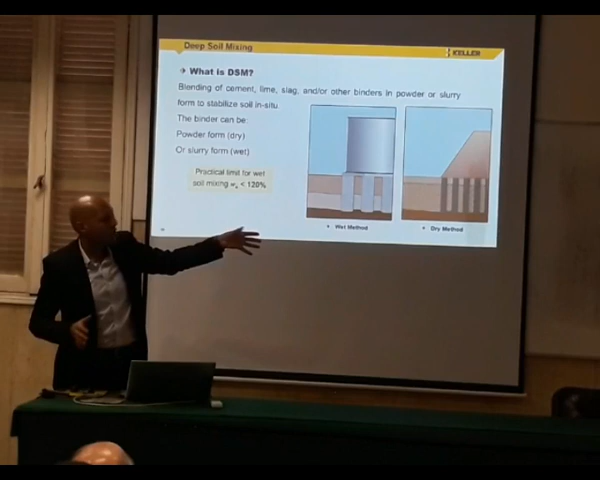 Deep Soil Mixing
KELLER
What is DSM?
Blending of cement, lime, slag, and/or other binders in powder or slurry
form to stabilize soil in-situ
The binder can be:
Powder form (dry)
Or slurry form (wet)
Practical limit for wet
soil mixing wₙ < 120%
• Wet Method
• Dry Method